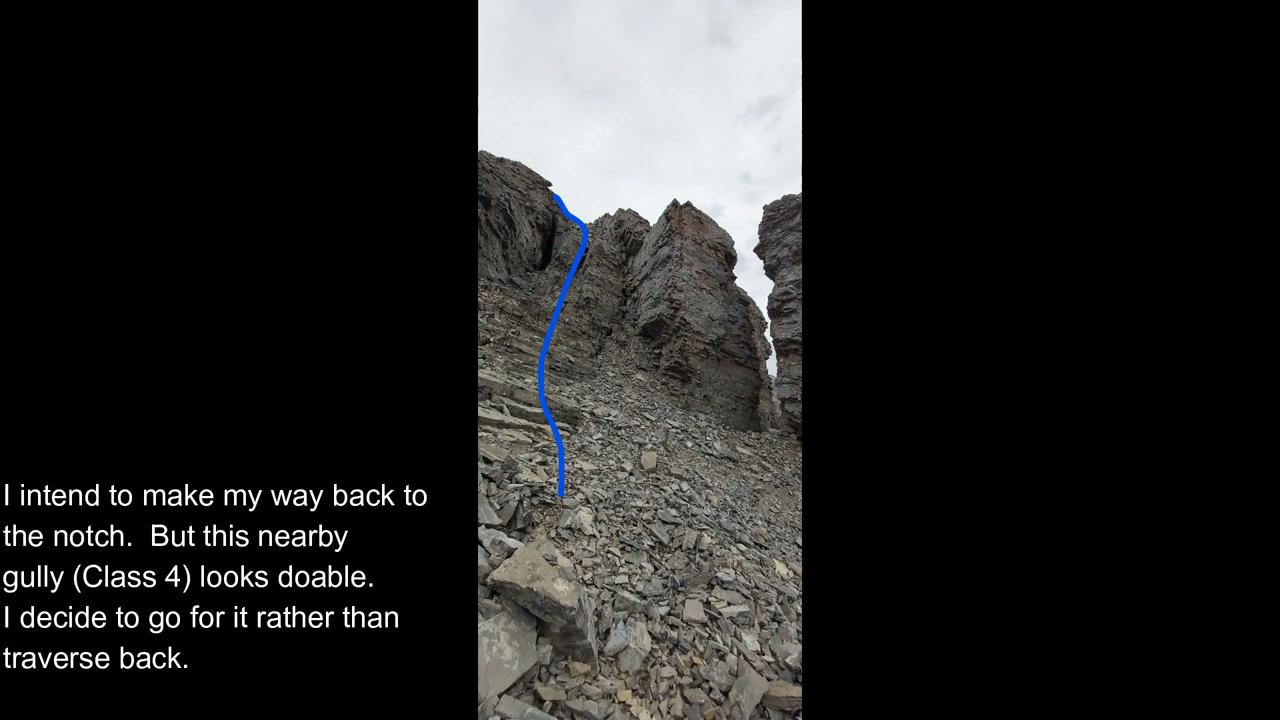 I intend to make my way back to
the notch.  But this nearby
gully (Class 4) looks doable.
I decide to go for it rather than
traverse back.